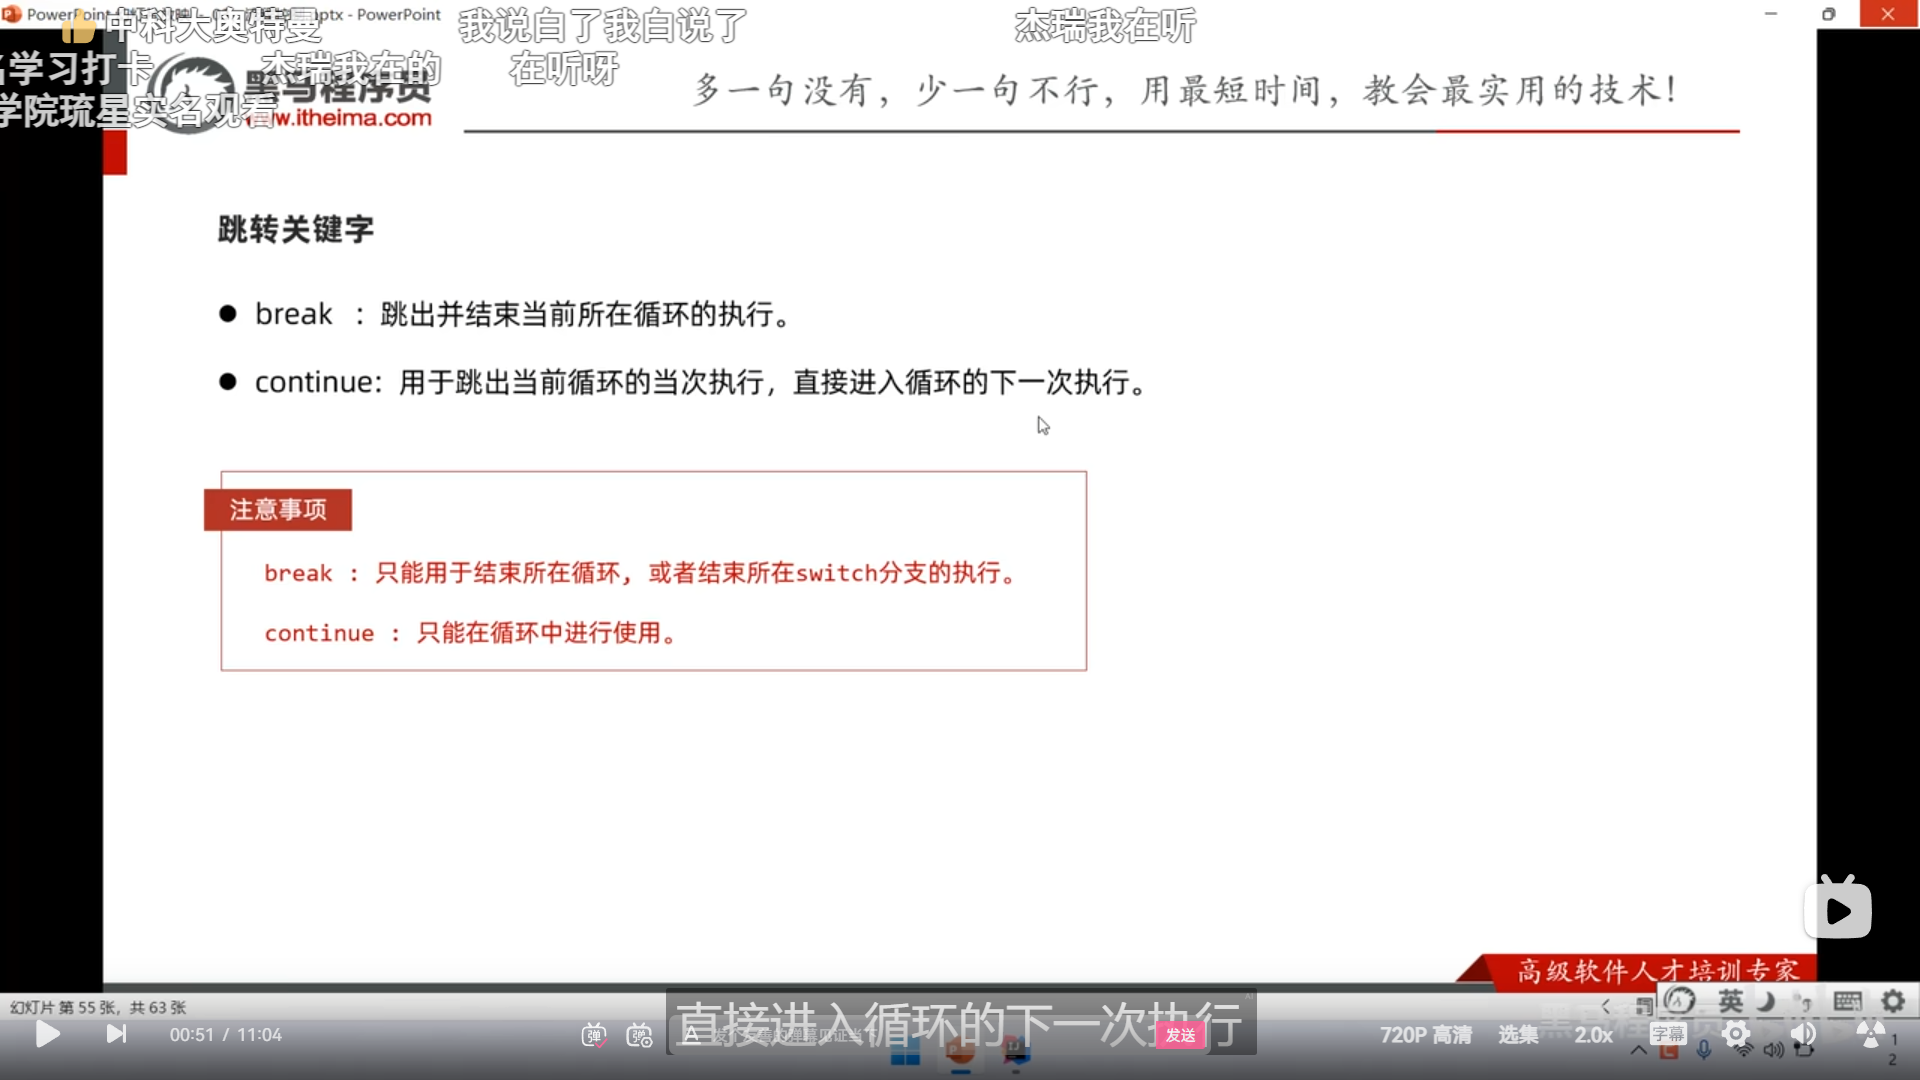 中科大奥特曼
我说白了我白说了
杰瑞我在听
pptx - PowerPoint
学习打卡
杰瑞我在的
在听呀
学院琉星实名观看
黑马程序员
www.itheima.com
多一句没有，少一句不行，用最短时间，教会最实用的技术！
跳转关键字
● break ：跳出并结束当前所在循环的执行。
● continue：用于跳出当前循环的当次执行，直接进入循环的下一次执行。
注意事项
break : 只能用于结束所在循环, 或者结束所在switch分支的执行。
continue : 只能在循环中进行使用。
高级软件人才培训专家
幻灯片 第 55 张，共 63 张
英
直接进入循环的下一次执行
00:51 / 11:04
弹
弹
发送
720P 高清
选集
2.0x
字幕